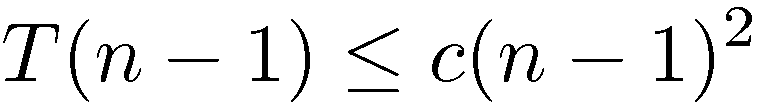 T(n − 1) ≤ c(n − 1)²